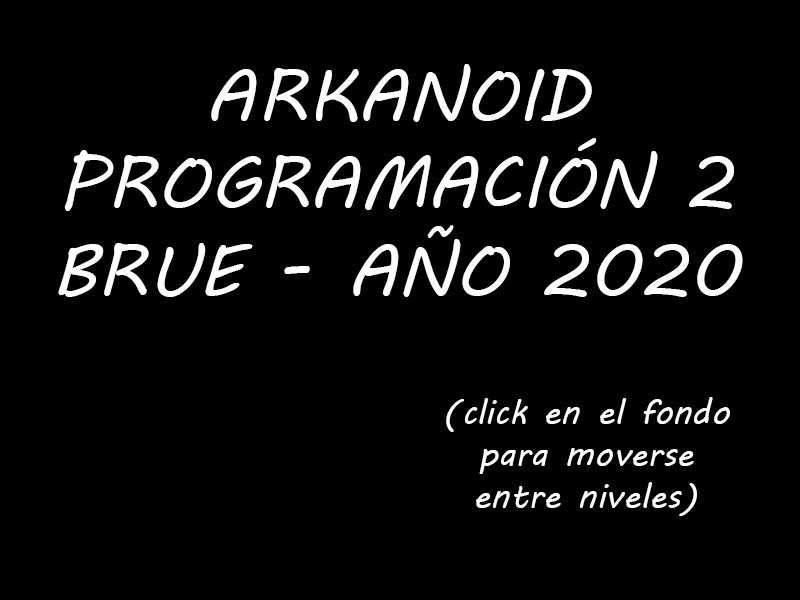 ARKANOID
PROGRAMACIÓN 2
BRUE - AÑO 2020
(click en el fondo
para moverse
entre niveles)